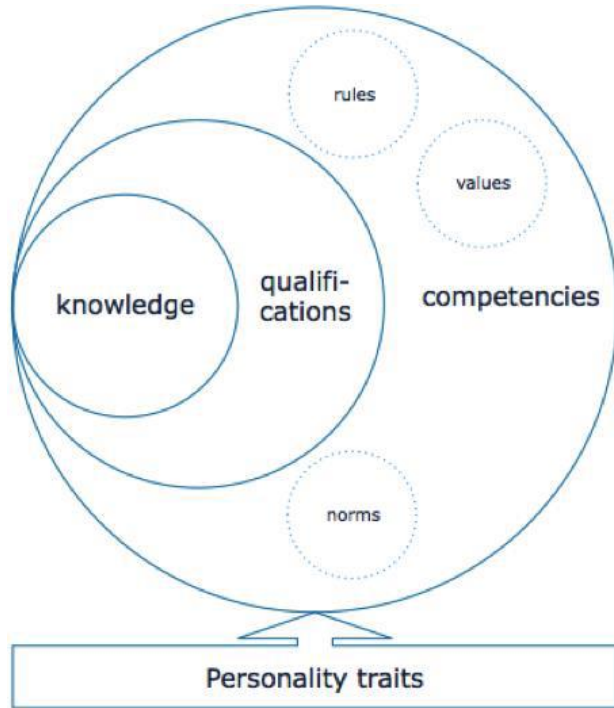 rules
values
knowledge
qualifi-
cations
competencies
norms
Personality traits